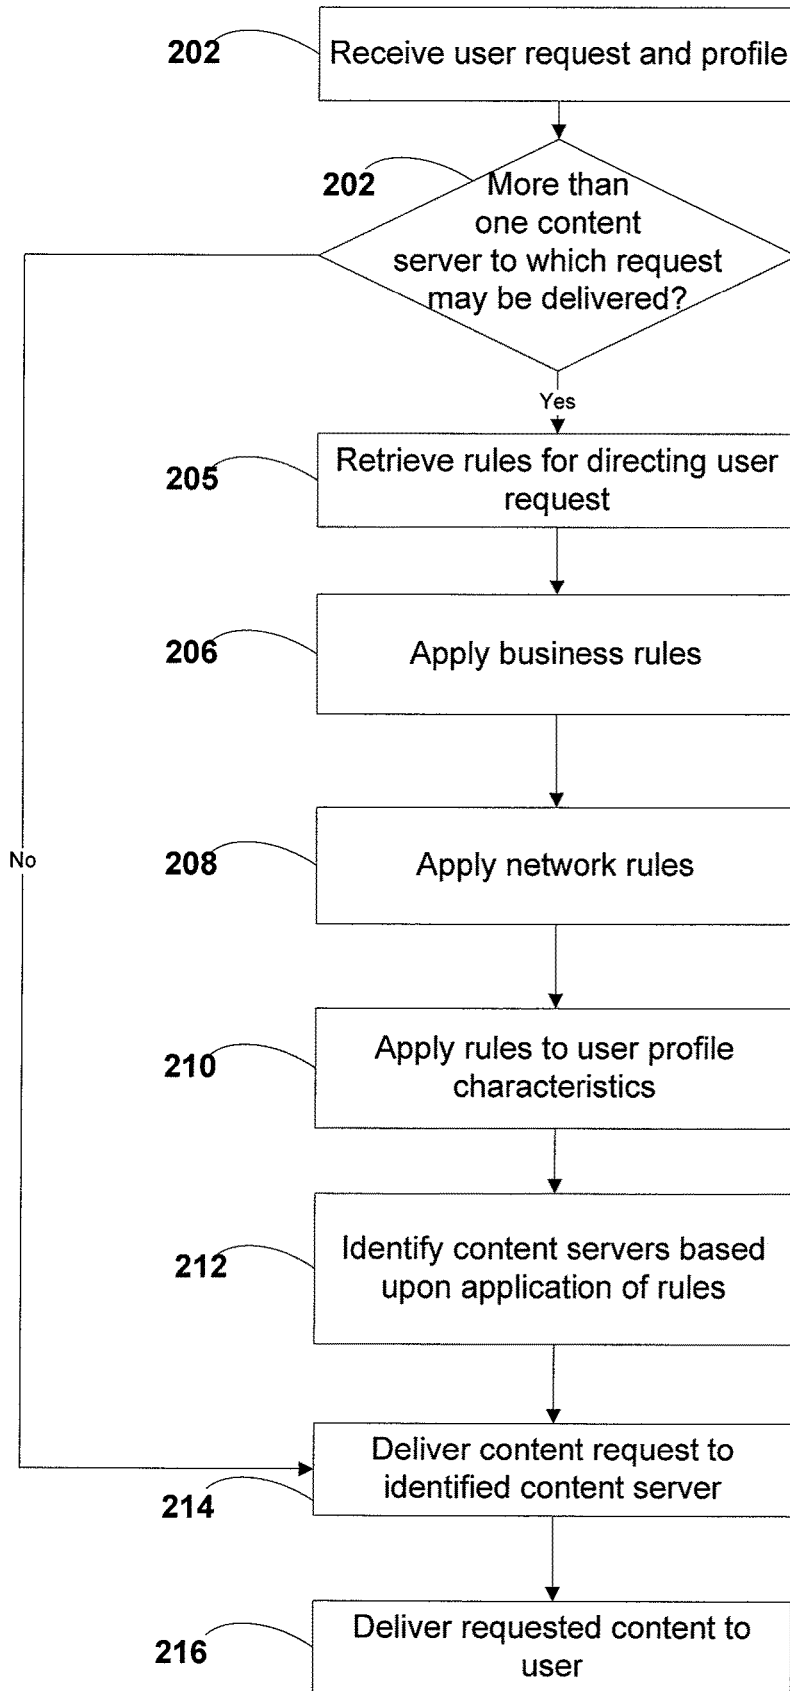 202
Receive user request and profile
202
More than
one content
server to which request
may be delivered?
Yes
205
Retrieve rules for directing user
request
206
Apply business rules
No
208
Apply network rules
210
Apply rules to user profile
characteristics
212
Identify content servers based
upon application of rules
Deliver content request to
identified content server
214
Deliver requested content to
user
216